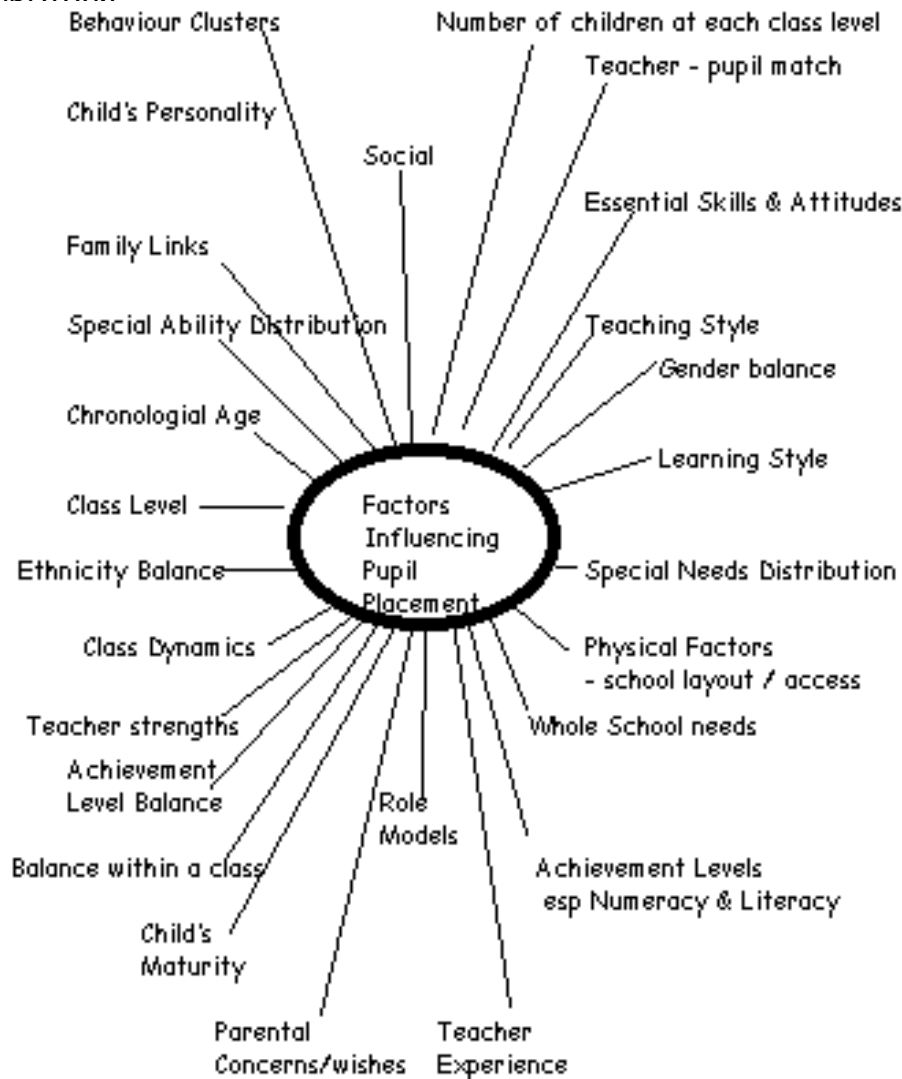 Behaviour Clusters
Number of children at each class level
Teacher - pupil match
Child's Personality
Social
Essential Skills & Attitudes
Family Links
Special Ability Distribution
Teaching Style
Gender balance
Chronologial Age
Learning Style
Class Level
Factors
Influencing
Pupil
Placement
Ethnicity Balance
Special Needs Distribution
Class Dynamics
Physical Factors
- school layout / access
Teacher strengths
Whole School needs
Achievement
Level Balance
Role
Models
Balance within a class
Achievement Levels
esp Numeracy & Literacy
Child's
Maturity
Parental
Concerns/wishes
Teacher
Experience